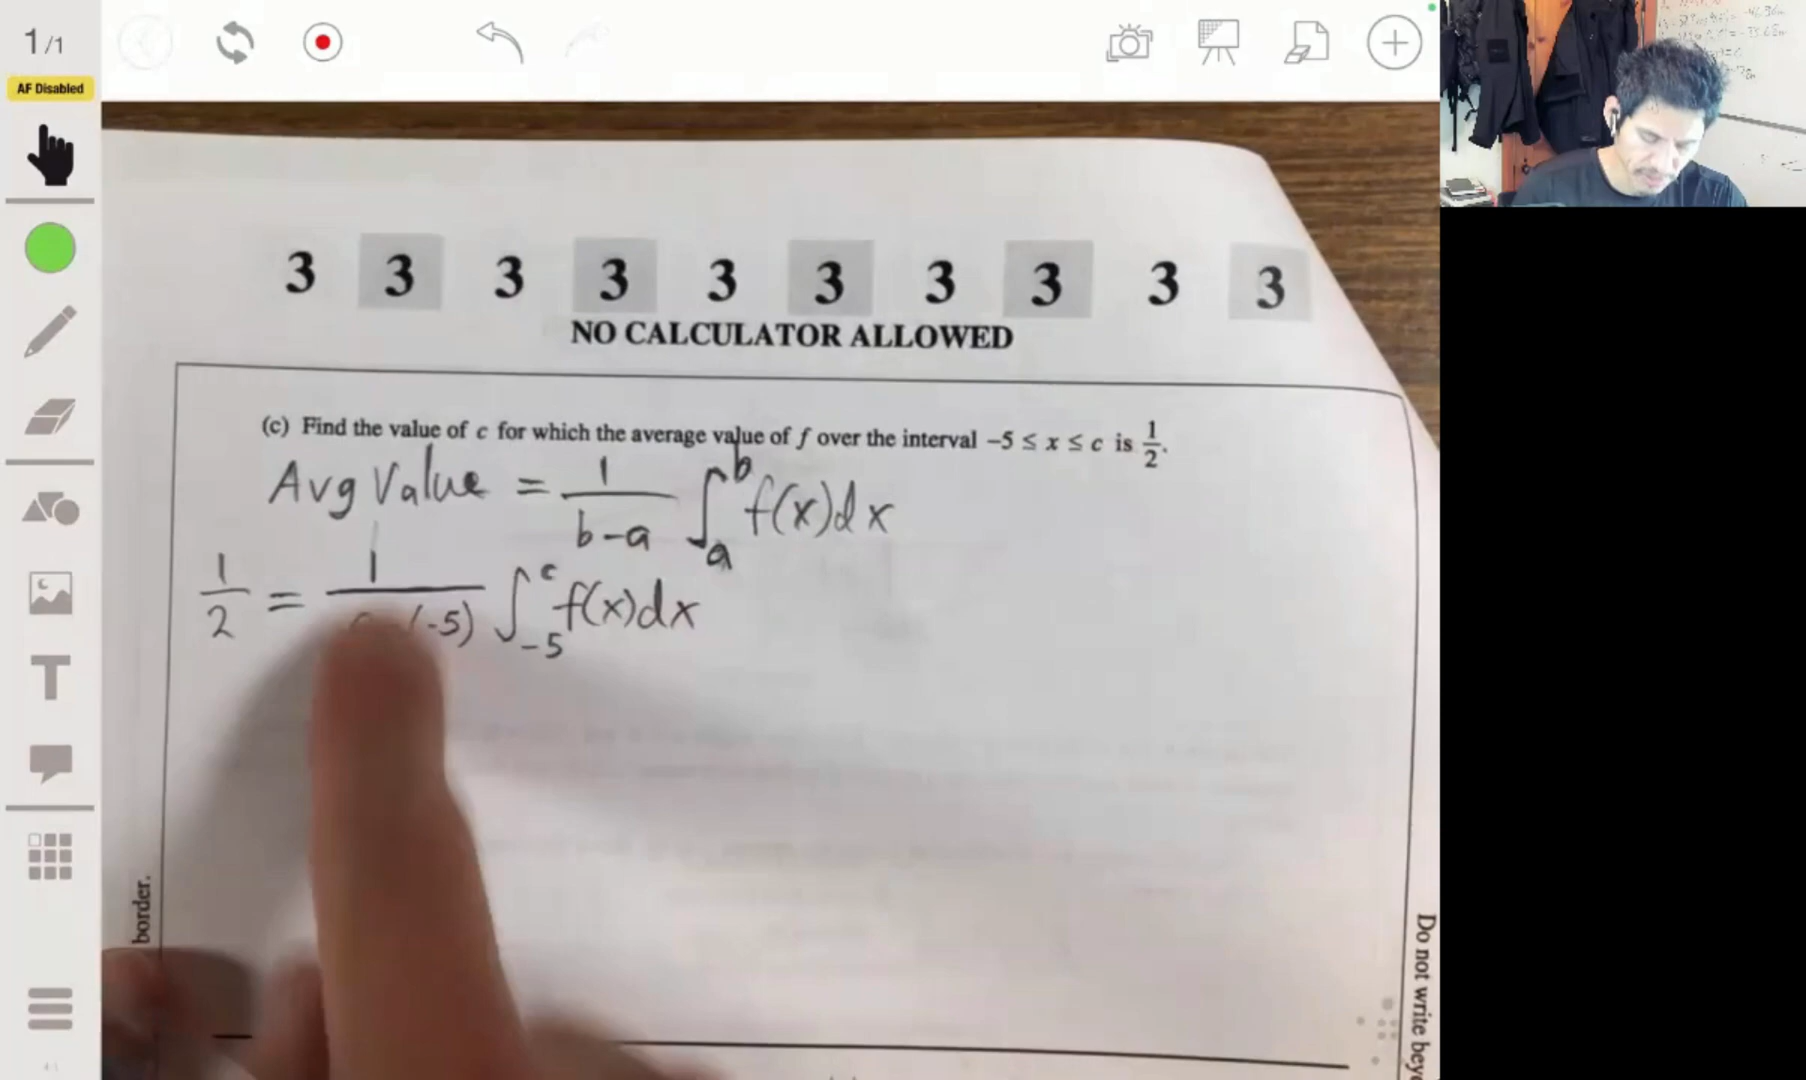 1/1
AF Disabled
3 3 3 3 3 3 3 3 3 3
NO CALCULATOR ALLOWED
(c) Find the value of c for which the average value of f over the interval −5 ≤ x ≤ c is 1/2.
Avg Value = 1/(b-a) ∫_a^b f(x)dx
1/2 = 1/( (-5) ∫_-5^c f(x)dx
T
border.
Do not write bey